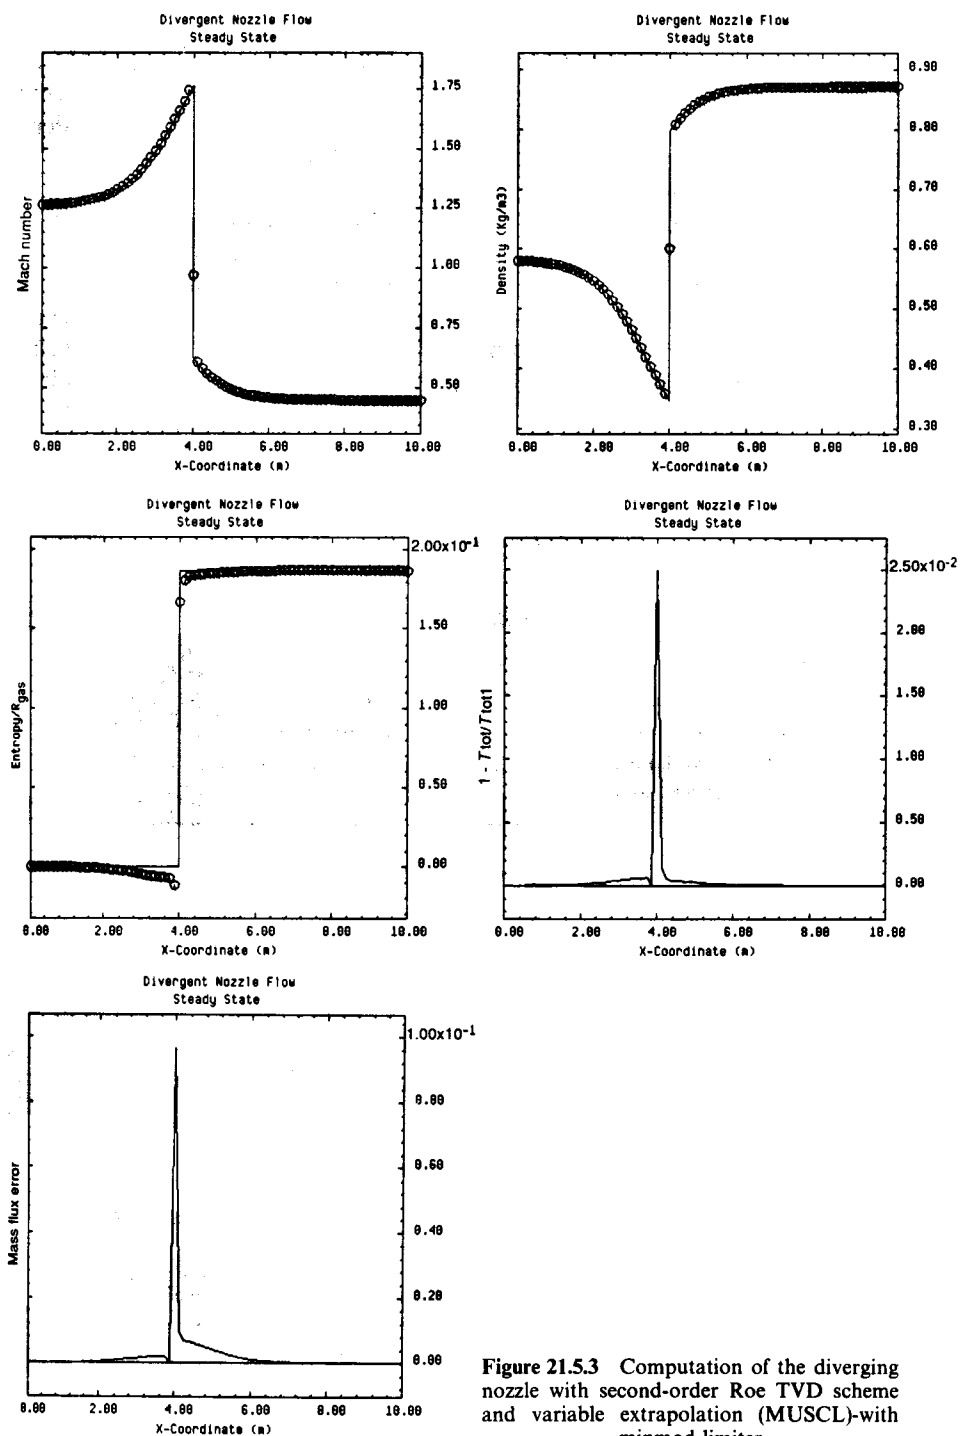 Divergent Nozzle Flow
Steady State
1.75
1.50
1.25
1.00
0.75
0.50
Mach number
0.00 2.00 4.00 6.00 8.00 10.00
X-Coordinate (m)
Divergent Nozzle Flow
Steady State
0.90
0.80
0.70
0.60
0.50
0.40
0.30
Density (Kg/m3)
0.00 2.00 4.00 6.00 8.00 10.00
X-Coordinate (m)
Divergent Nozzle Flow
Steady State
2.00x10⁻¹
1.50
1.00
0.50
0.00
Entropy/Rgas
0.00 2.00 4.00 6.00 8.00 10.00
X-Coordinate (m)
Divergent Nozzle Flow
Steady State
2.50x10⁻²
2.00
1.50
1.00
0.50
0.00
1 - Ttot/Ttot1
0.00 2.00 4.00 6.00 8.00 10.00
X-Coordinate (m)
Divergent Nozzle Flow
Steady State
1.00x10⁻¹
0.80
0.60
0.40
0.20
0.00
Mass flux error
0.00 2.00 4.00 6.00 8.00 10.00
X-Coordinate (m)
Figure 21.5.3 Computation of the diverging
nozzle with second-order Roe TVD scheme
and variable extrapolation (MUSCL)-with
minmod limiter